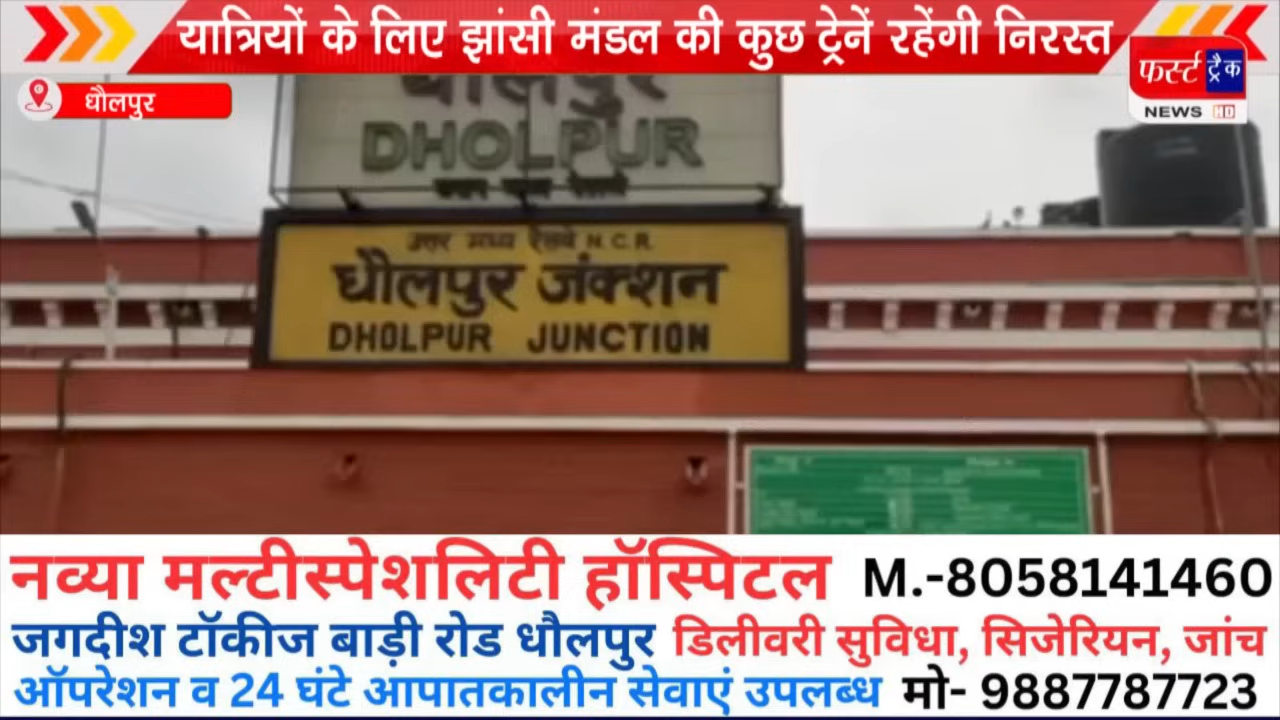 यात्रियों के लिए झांसी मंडल की कुछ ट्रेनें रहेंगी निरस्त
फर्स्ट ट्रैक
NEWS HD
धौलपुर
धौलपुर
DHOLPUR
उत्तर मध्य रेलवे N.C.R.
धौलपुर जंक्शन
DHOLPUR JUNCTION
नव्या मल्टीस्पेशलिटी हॉस्पिटल M.-8058141460
जगदीश टॉकीज बाड़ी रोड धौलपुर डिलीवरी सुविधा, सिजेरियन, जांच
ऑपरेशन व 24 घंटे आपातकालीन सेवाएं उपलब्ध मो- 9887787723